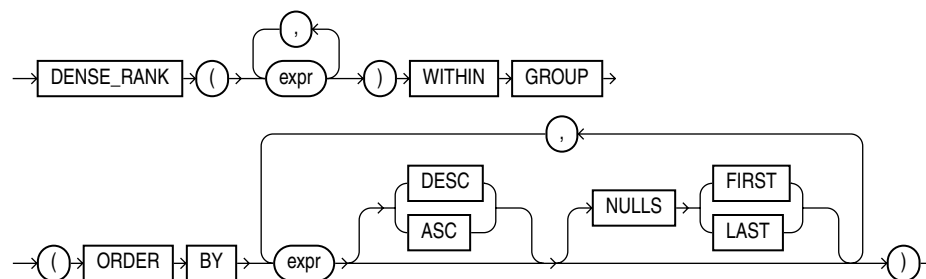 ,
DENSE_RANK ( expr ) WITHIN GROUP
,
DESC FIRST
NULLS
ASC LAST
( ORDER BY expr )